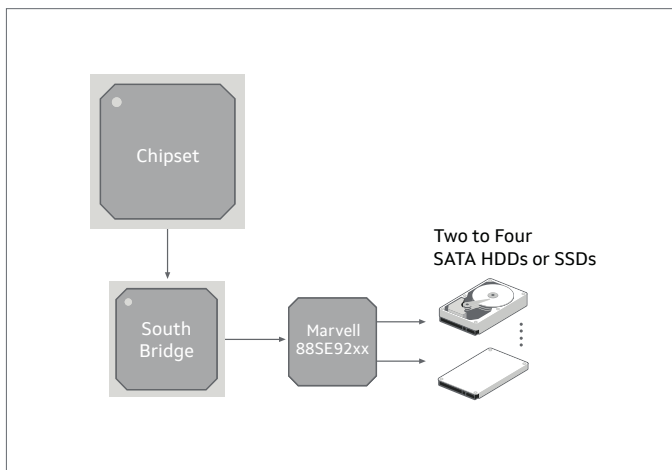 Chipset
Two to Four
SATA HDDs or SSDs
South
Bridge
Marvell
88SE92xx